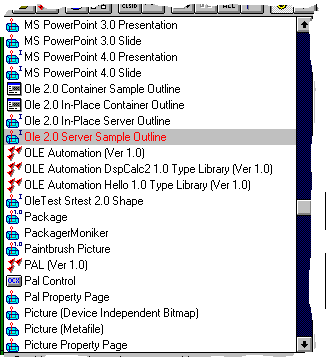 CLSID
MS PowerPoint 3.0 Presentation
MS PowerPoint 3.0 Slide
MS PowerPoint 4.0 Presentation
MS PowerPoint 4.0 Slide
Ole 2.0 Container Sample Outline
Ole 2.0 In-Place Container Outline
Ole 2.0 In-Place Server Outline
Ole 2.0 Server Sample Outline
OLE Automation (Ver 1.0)
OLE Automation DspCalc2 1.0 Type Library (Ver 1.0)
OLE Automation Hello 1.0 Type Library (Ver 1.0)
OleTest Srtest 2.0 Shape
Package
PackagerMoniker
Paintbrush Picture
PAL (Ver 1.0)
Pal Control
Pal Property Page
Picture (Device Independent Bitmap)
Picture (Metafile)
Picture Property Page